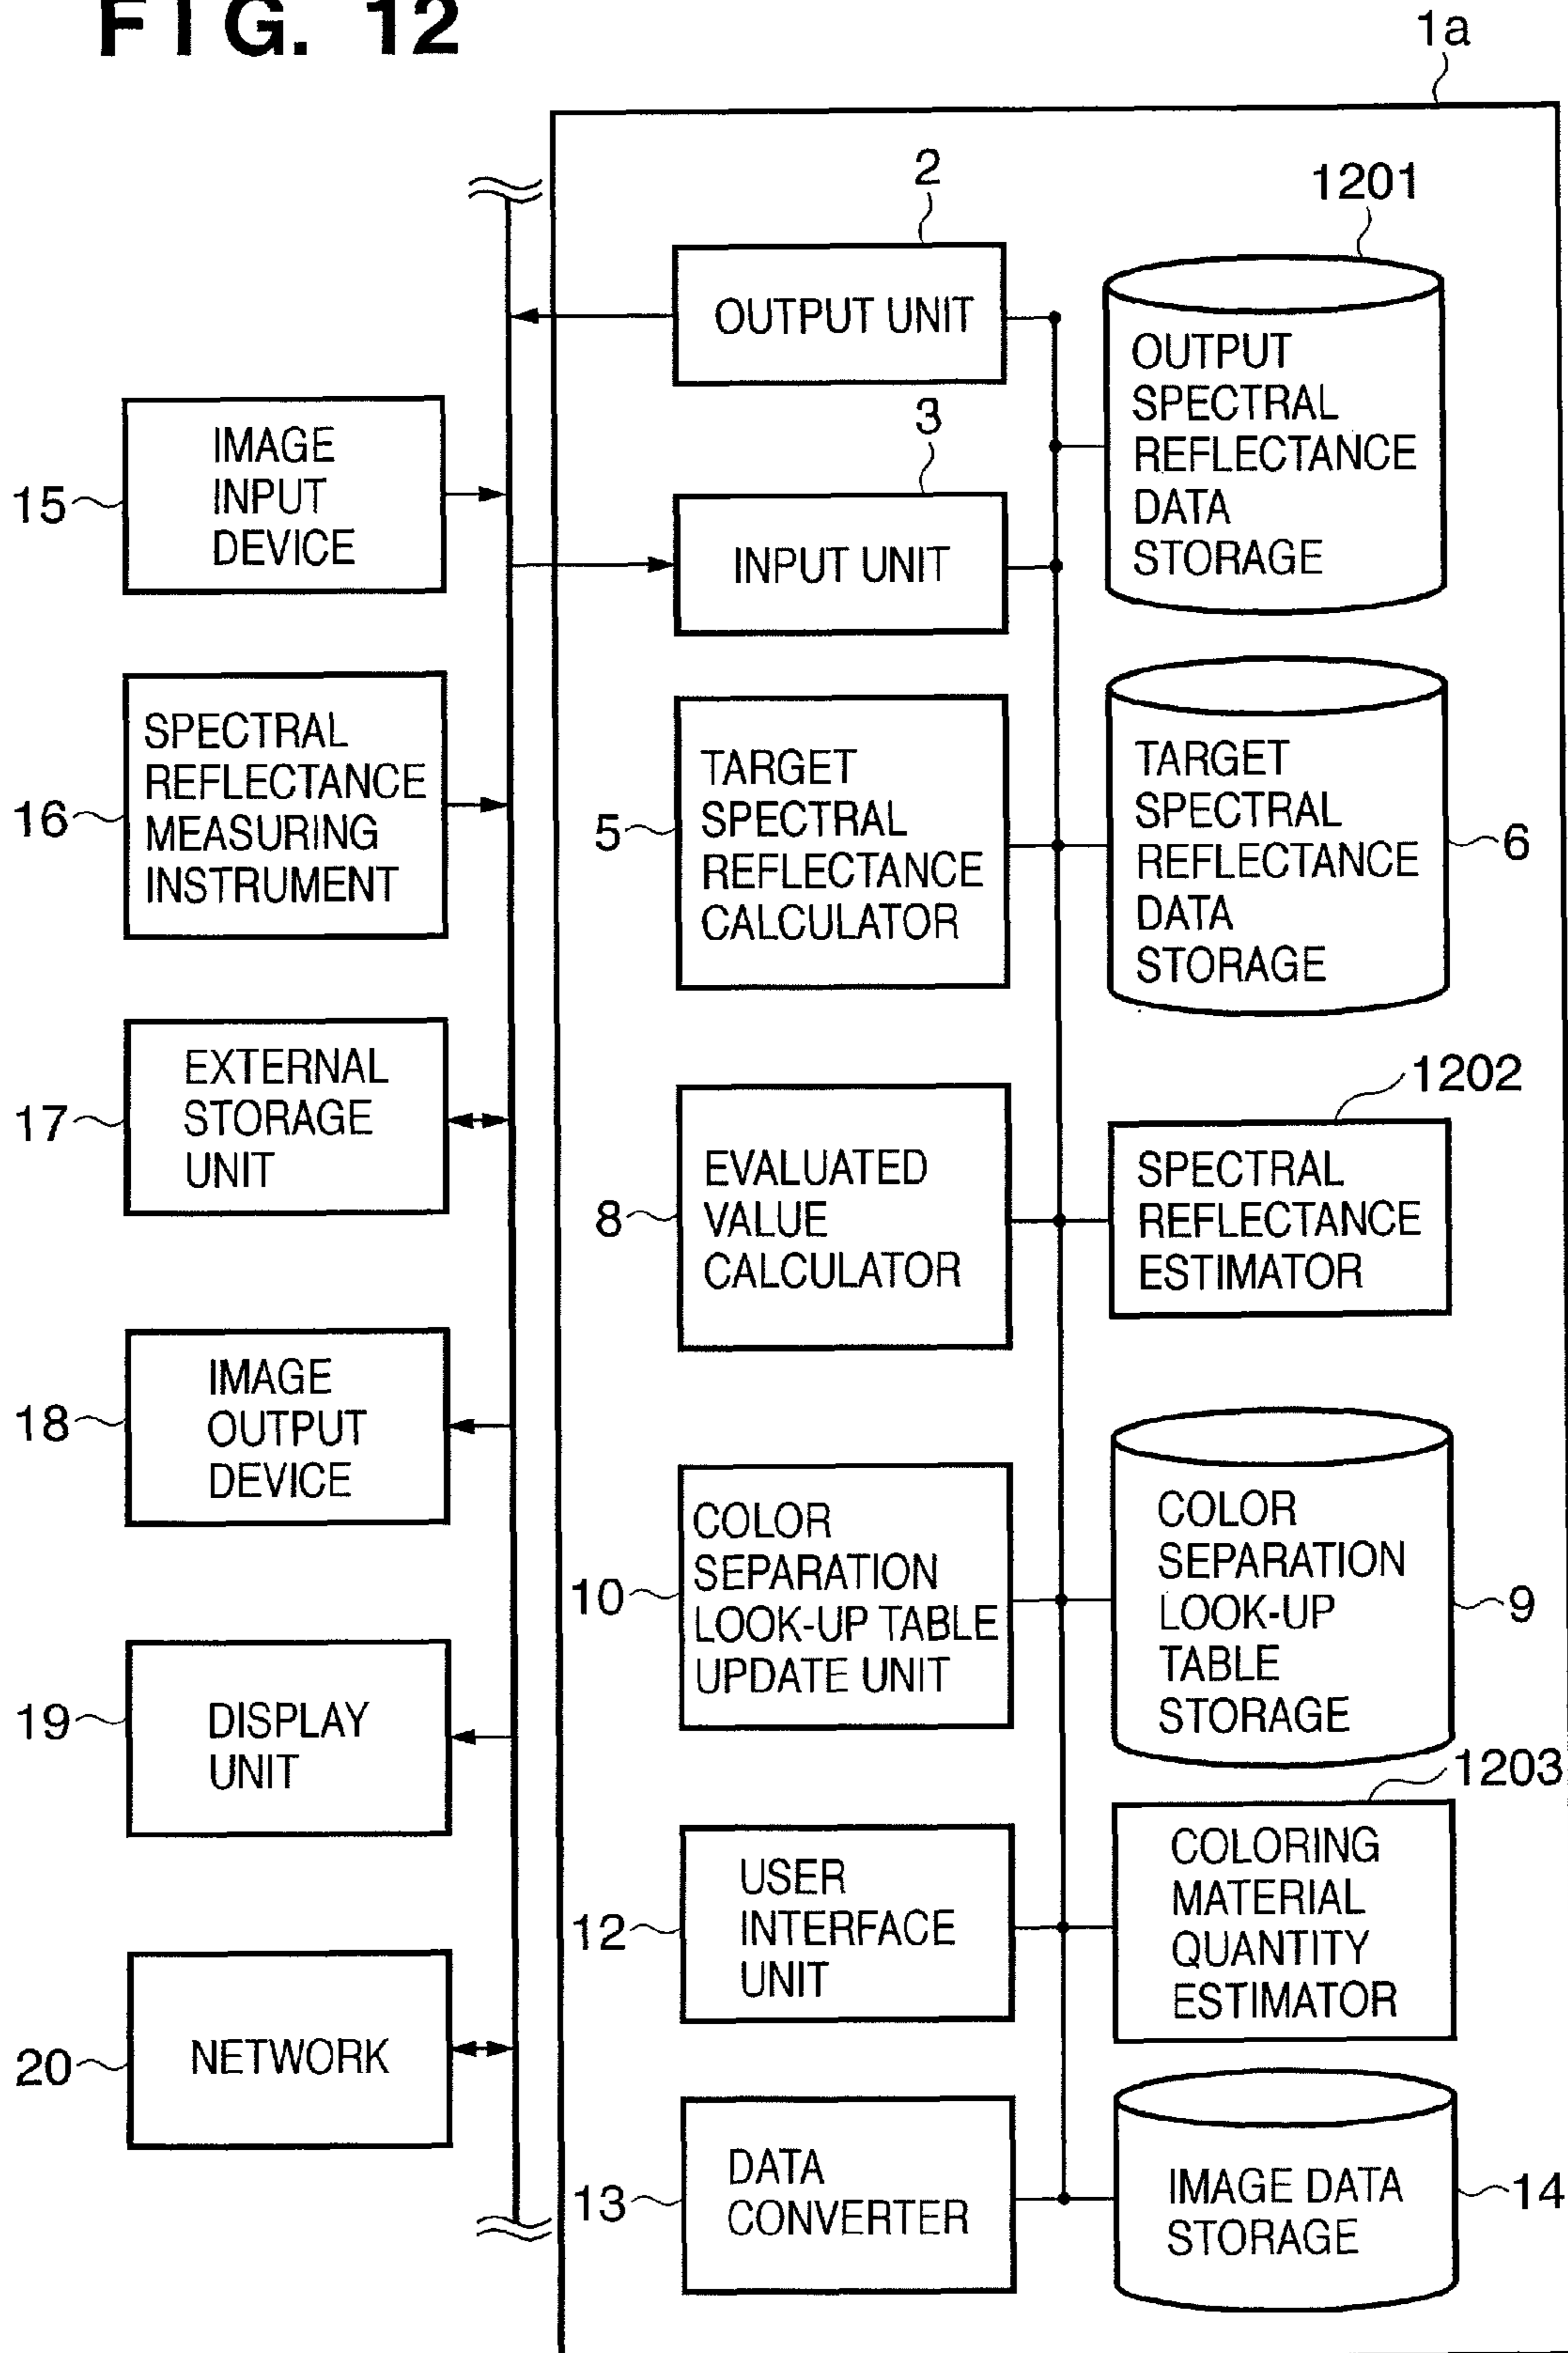 FIG. 12
1a
2
OUTPUT UNIT
1201
OUTPUT
SPECTRAL
REFLECTANCE
DATA
STORAGE
3
INPUT UNIT
15
IMAGE
INPUT
DEVICE
16
SPECTRAL
REFLECTANCE
MEASURING
INSTRUMENT
5
TARGET
SPECTRAL
REFLECTANCE
CALCULATOR
TARGET
SPECTRAL
REFLECTANCE
DATA
STORAGE
6
17
EXTERNAL
STORAGE
UNIT
8
EVALUATED
VALUE
CALCULATOR
1202
SPECTRAL
REFLECTANCE
ESTIMATOR
18
IMAGE
OUTPUT
DEVICE
10
COLOR
SEPARATION
LOOK-UP TABLE
UPDATE UNIT
COLOR
SEPARATION
LOOK-UP
TABLE
STORAGE
9
19
DISPLAY
UNIT
12
USER
INTERFACE
UNIT
1203
COLORING
MATERIAL
QUANTITY
ESTIMATOR
20
NETWORK
13
DATA
CONVERTER
IMAGE DATA
STORAGE
14